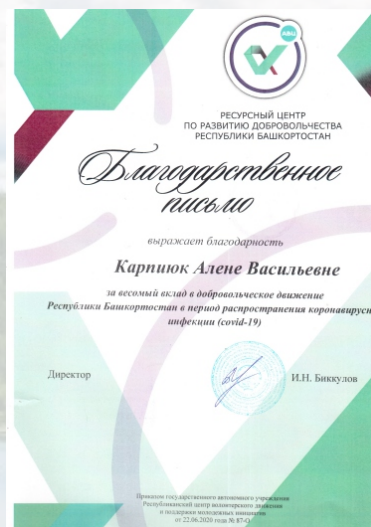 РЕСУРСНЫЙ ЦЕНТР
ПО РАЗВИТИЮ ДОБРОВОЛЬЧЕСТВА
РЕСПУБЛИКИ БАШКОРТОСТАН
Благодарственное
письмо
выражает благодарность
Карпиюк Алене Васильевне
за весомый вклад в добровольческое движение
Республики Башкортостан в период распространения коронавирусн
инфекции (covid-19)
Директор
И.Н. Биккулов
Приказом государственного автономного учреждения
Республиканский центр волонтерского движения
и поддержки молодежных инициатив
от 22.06.2020 года № 87-О